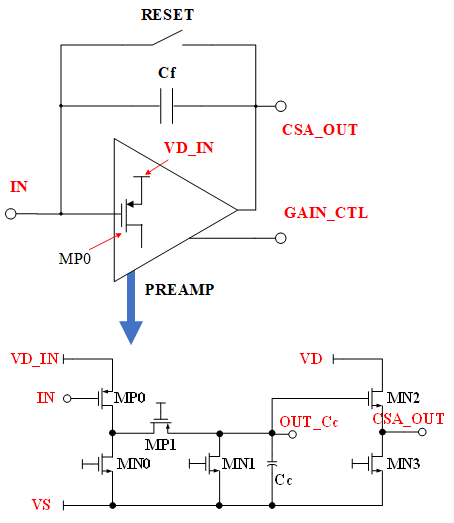 RESET
Cf
CSA_OUT
VD_IN
IN
GAIN_CTL
MP0
PREAMP
VD_IN
VD
IN
MP0
MN2
CSA_OUT
OUT_Cc
MP1
MN0
MN1
Cc
MN3
VS